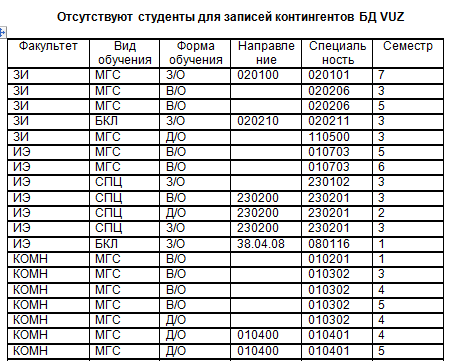 Отсутствуют студенты для записей контингентов БД VUZ
Факультет Вид обучения Форма обучения Направле ние Специаль ность Семестр
ЗИ МГС З/О 020100 020101 7
ЗИ МГС В/О 020206 3
ЗИ МГС В/О 020206 5
ЗИ БКЛ З/О 020210 020211 3
ЗИ МГС Д/О 110500 3
ИЭ МГС В/О 010703 5
ИЭ МГС В/О 010703 6
ИЭ СПЦ З/О 230102 3
ИЭ СПЦ В/О 230200 230201 3
ИЭ СПЦ Д/О 230200 230201 2
ИЭ СПЦ З/О 230200 230201 3
ИЭ БКЛ З/О 38.04.08 080116 1
КОМН МГС В/О 010201 1
КОМН МГС В/О 010302 3
КОМН МГС В/О 010302 4
КОМН МГС В/О 010302 5
КОМН МГС Д/О 010302 4
КОМН МГС Д/О 010400 010401 4
КОМН МГС Д/О 010400 010401 5